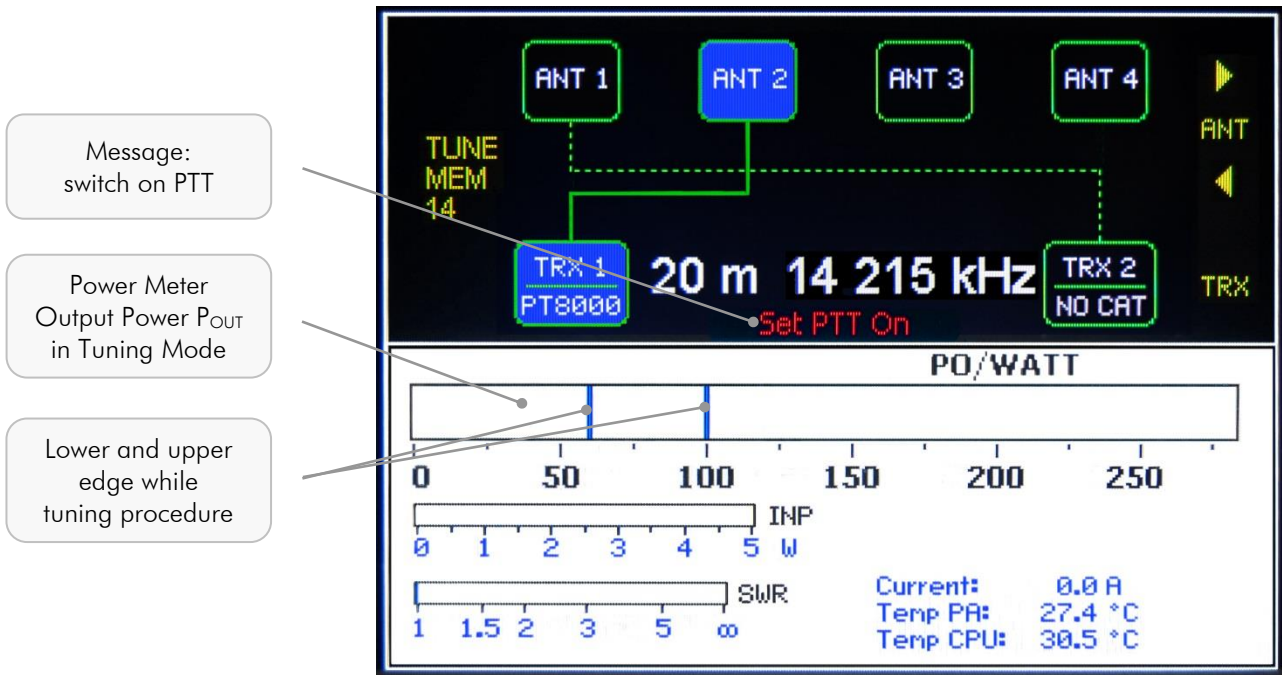 Message:
switch on PTT
Power Meter
Output Power POUT
in Tuning Mode
Lower and upper
edge while
tuning procedure
ANT 1
ANT 2
ANT 3
ANT 4
ANT
TUNE
MEM
14
TRX 1
PT8000
20 m 14 215 kHz
TRX 2
NO CAT
TRX
Set PTT On
PO/WATT
0 50 100 150 200 250
INP
0 1 2 3 4 5 W
SWR
1 1.5 2 3 5 ∞
Current: 0.0 A
Temp PA: 27.4 °C
Temp CPU: 30.5 °C